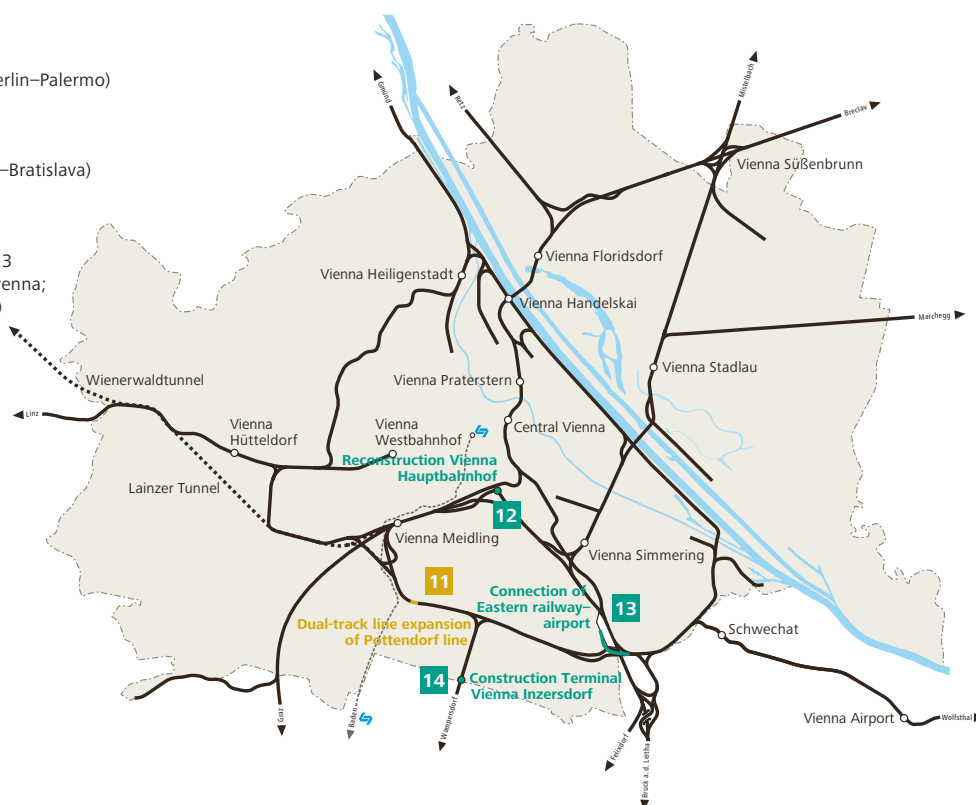 erlin–Palermo)
–Bratislava)
3
enna;
)
Gmünd
Retz
Mistelbach
Breclav
Vienna Süßenbrunn
Vienna Floridsdorf
Vienna Heiligenstadt
Vienna Handelskai
Marchegg
Vienna Stadlau
Wienerwaldtunnel
Vienna Praterstern
Linz
Vienna
Hütteldorf
Vienna
Westbahnhof
Central Vienna
Reconstruction Vienna
Hauptbahnhof
Lainzer Tunnel
12
Vienna Meidling
Vienna Simmering
11
Connection of
Eastern railway–
airport
13
Dual-track line expansion
of Pottendorf line
Schwechat
14
Construction Terminal
Vienna Inzersdorf
Graz
Baden
Wampersdorf
Felixdorf
Bruck a.d. Leitha
Vienna Airport
Wolfsthal